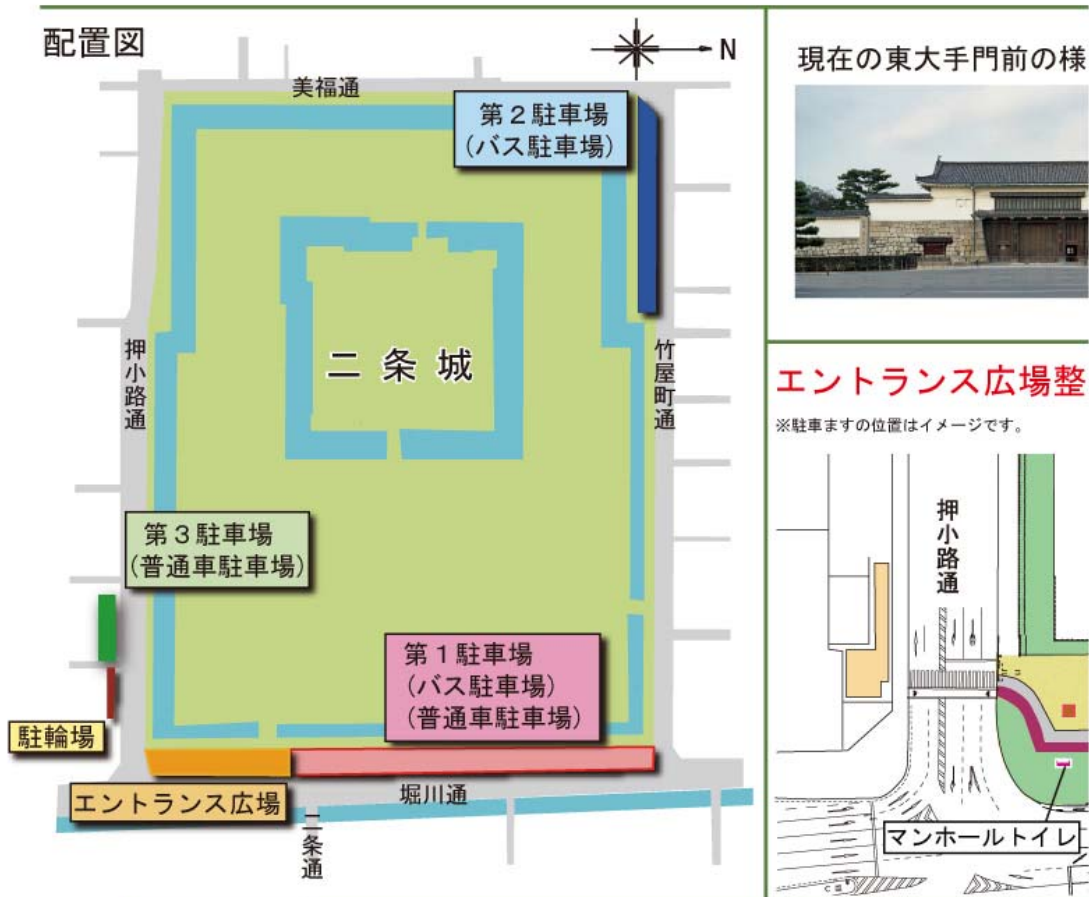 配置図
N
美福通
第2駐車場
(バス駐車場)
押小路通
二条城
竹屋町通
第3駐車場
(普通車駐車場)
第1駐車場
(バス駐車場)
(普通車駐車場)
駐輪場
エントランス広場
堀川通
二条通
現在の東大手門前の様
エントランス広場整
※駐車ますの位置はイメージです。
押小路通
マンホールトイレ